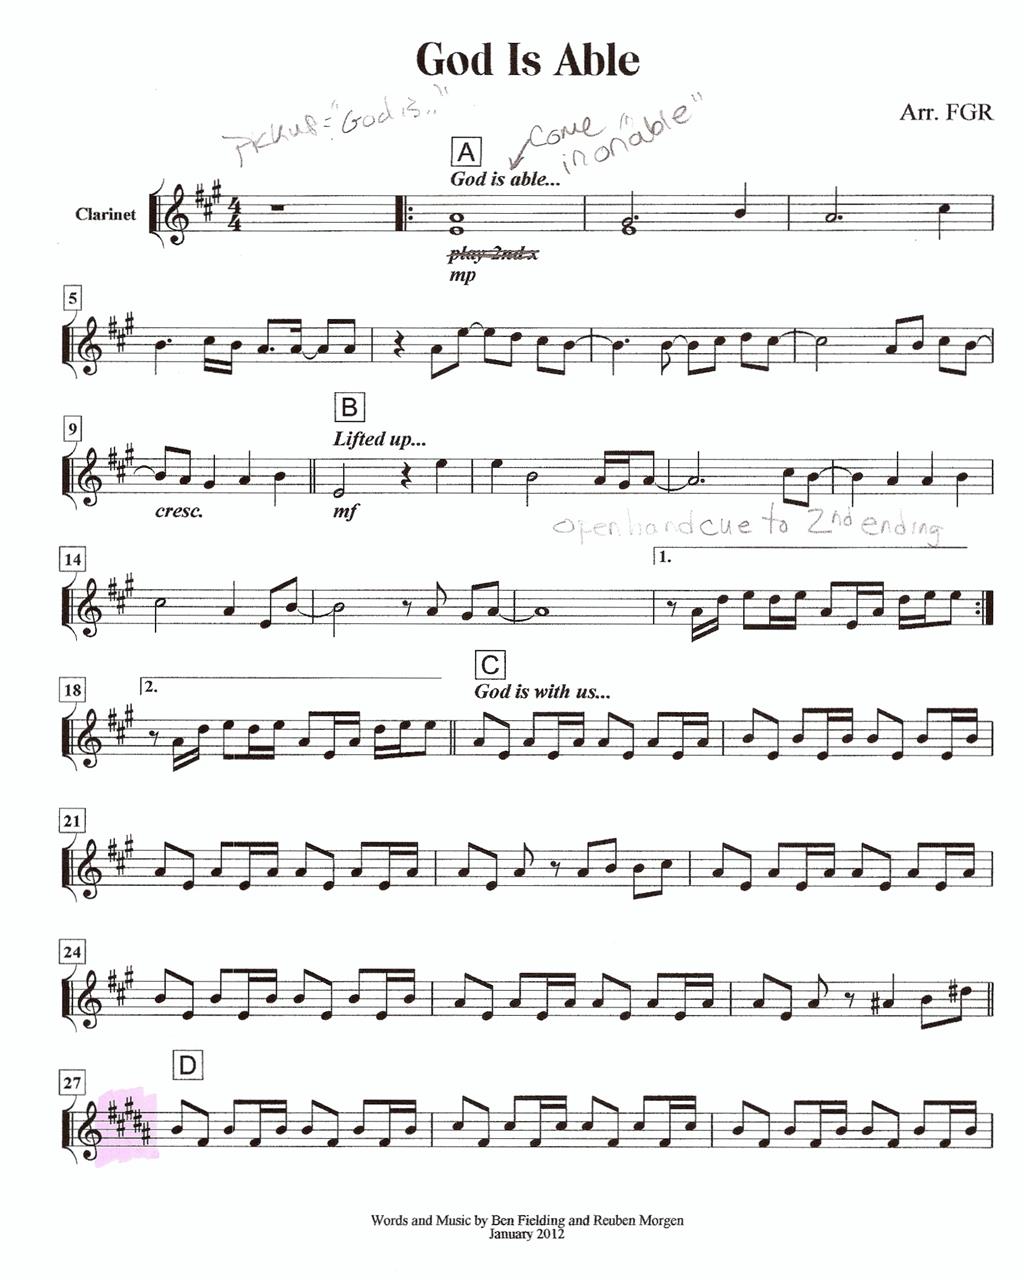 God Is Able
Arr. FGR
Pickup = "God is.."
come in on "able"
A
God is able...
Clarinet
4
4
play 2nd x
mp
5
9
B
Lifted up...
cresc.
mf
open hand cue to 2nd ending
14
1.
18
2.
C
God is with us...
21
24
27
D
Words and Music by Ben Fielding and Reuben Morgen
January 2012